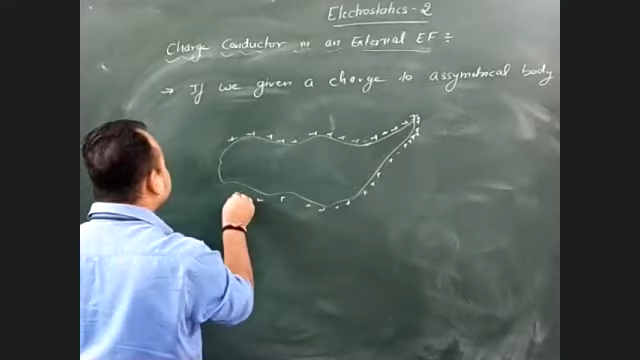 Electrostatics - 2
Charge Conductor in an External EF ÷
→ If we given a charge to assymetrical body